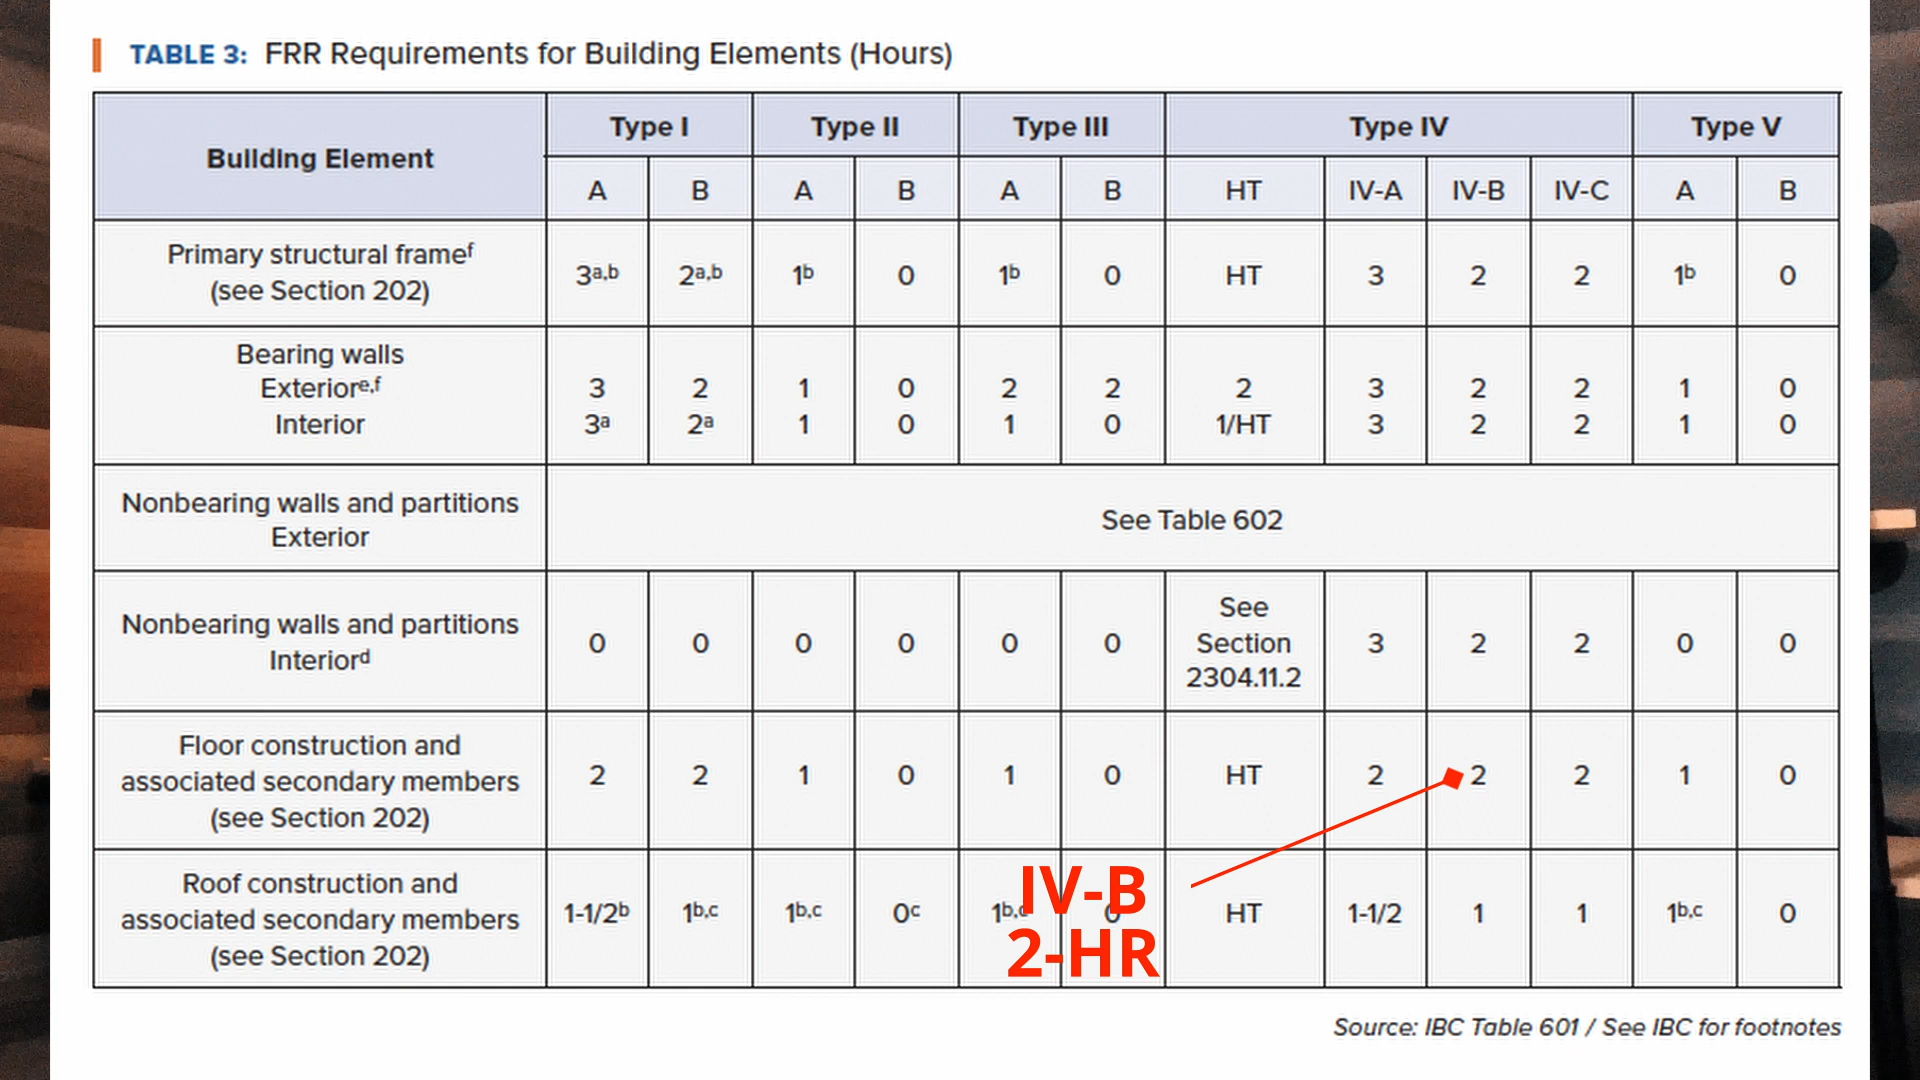 TABLE 3: FRR Requirements for Building Elements (Hours)
Building Element Type I Type II Type III Type IV Type V
A B A B A B HT IV-A IV-B IV-C A B
Primary structural frameᶠ
(see Section 202)
3ᵃ,ᵇ 2ᵃ,ᵇ 1ᵇ 0 1ᵇ 0 HT 3 2 2 1ᵇ 0
Bearing walls
Exteriorᵉ,ᶠ 3 2 1 0 2 2 2 3 2 2 1 0
Interior 3ᵃ 2ᵃ 1 0 1 0 1/HT 3 2 2 1 0
Nonbearing walls and partitions
Exterior
See Table 602
Nonbearing walls and partitions
Interiorᵈ
0 0 0 0 0 0
See
Section
2304.11.2
3 2 2 0 0
Floor construction and
associated secondary members
(see Section 202)
2 2 1 0 1 0 HT 2 2 2 1 0
Roof construction and
associated secondary members
(see Section 202)
1-1/2ᵇ 1ᵇ,ᶜ 1ᵇ,ᶜ 0ᶜ 1ᵇ,ᶜ 0 HT 1-1/2 1 1 1ᵇ,ᶜ 0
IV-B
2-HR
Source: IBC Table 601 / See IBC for footnotes